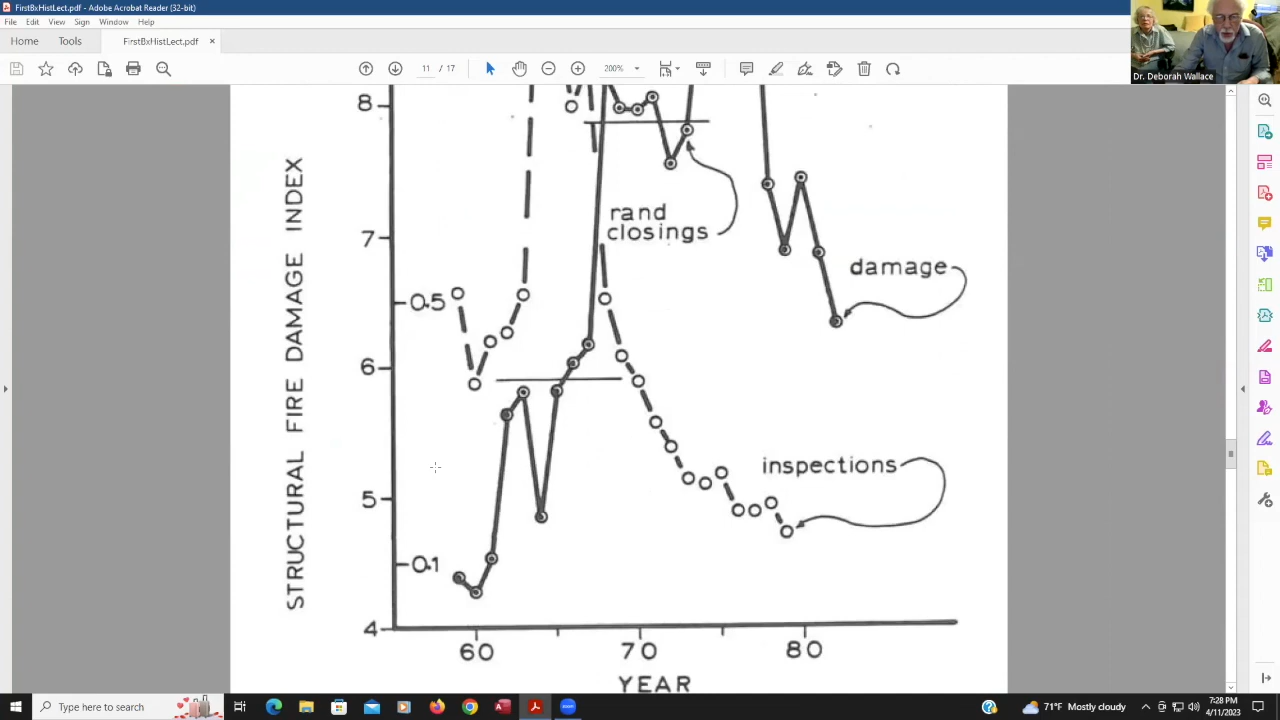 FirstBxHistLect.pdf - Adobe Acrobat Reader (32-bit)
File Edit View Sign Window Help
Home Tools FirstBxHistLect.pdf ×
11 / 17 200%
Dr. Deborah Wallace
8
7
6
5
4
0.5
0.1
STRUCTURAL FIRE DAMAGE INDEX
rand
closings
damage
inspections
60 70 80
YEAR
Type here to search
71°F Mostly cloudy
7:28 PM
4/11/2023